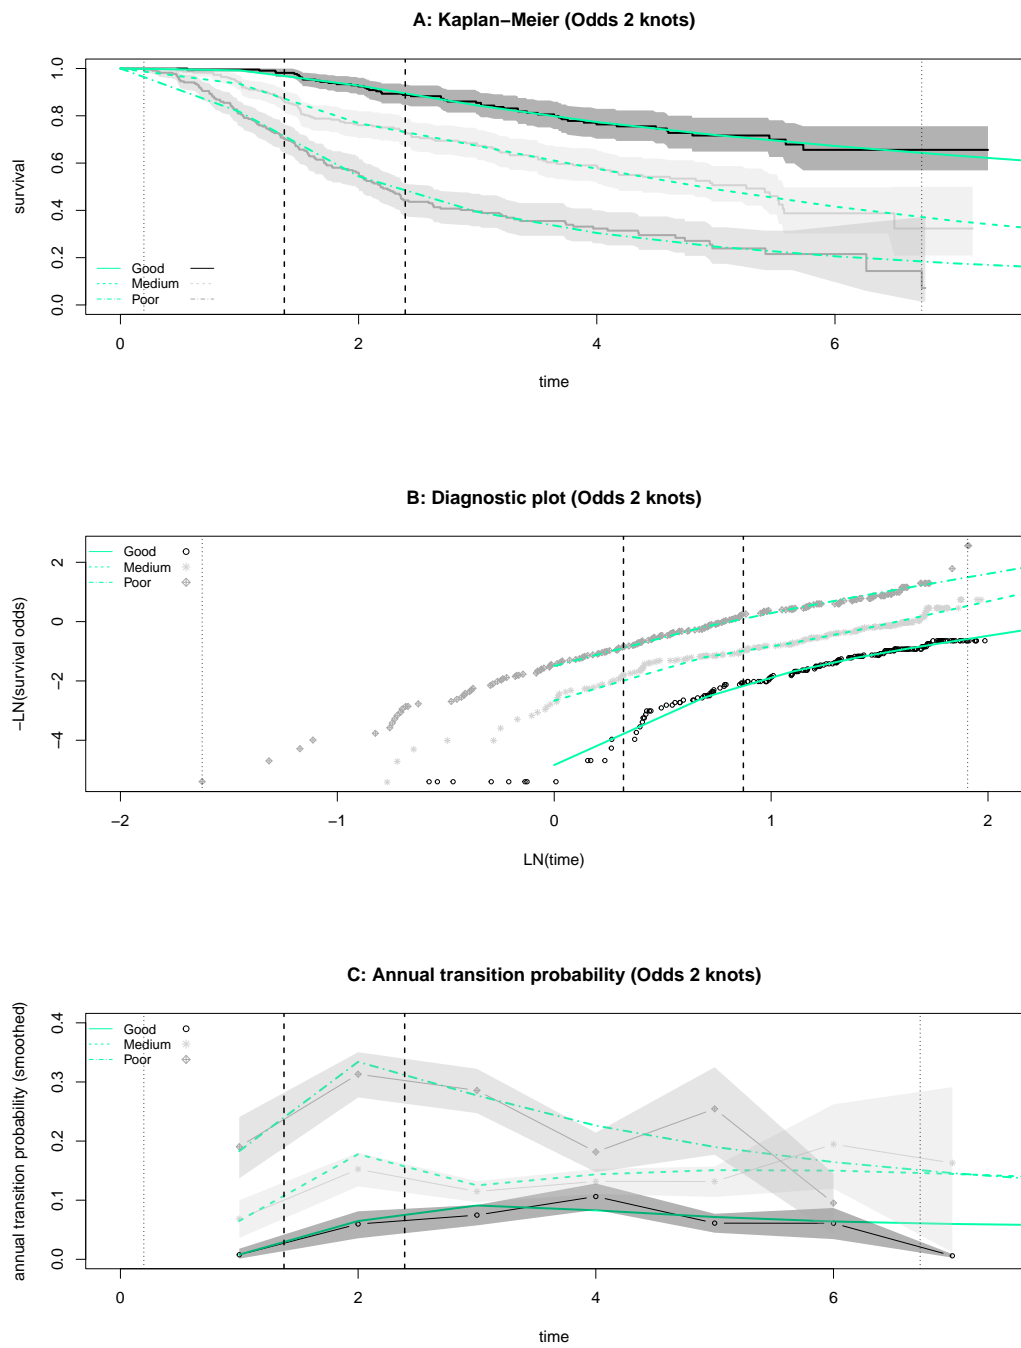 A: Kaplan−Meier (Odds 2 knots)
survival
1.0
0.8
0.6
0.4
0.2
0.0
Good
Medium
Poor
0 2 4 6
time
B: Diagnostic plot (Odds 2 knots)
−LN(survival odds)
2
0
−2
−4
Good
Medium
Poor
−2 −1 0 1 2
LN(time)
C: Annual transition probability (Odds 2 knots)
annual transition probability (smoothed)
0.4
0.3
0.2
0.1
0.0
Good
Medium
Poor
0 2 4 6
time